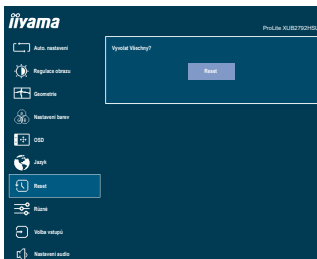 iiyama
ProLite XUB2792HSU
Auto. nastavení
Vyvolat Všechny?
Regulace obrazu
Reset
Geometrie
Nastavení barev
OSD
Jazyk
Reset
Různé
Volba vstupů
Nastavení audio